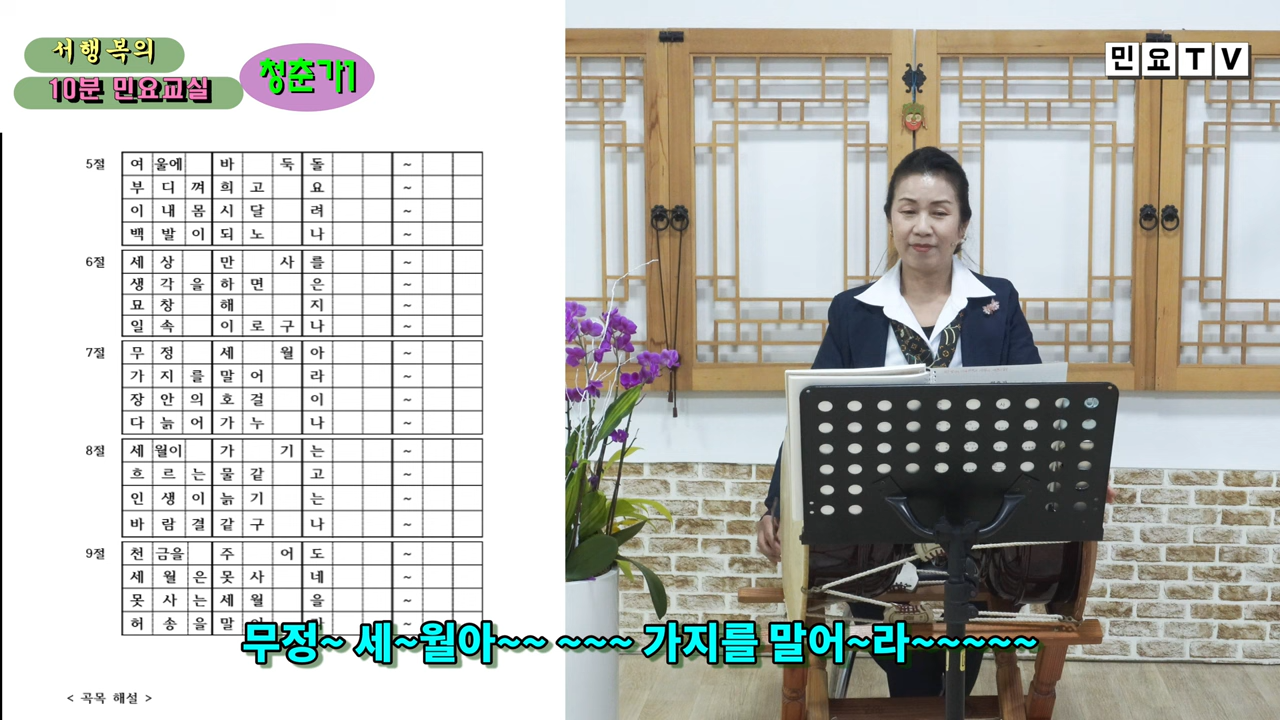 서행복의
10분 민요교실
청춘가1
민요TV
5절 여울에 바 둑돌 ~
부디껴희고 요 ~
이내몸시달 려 ~
백발이되노 나 ~
6절 세상 만 사를 ~
생각을하면 은 ~
묘창 해 지 ~
일속 이로구나 ~
7절 무정 세 월아 ~
가지를말어 라 ~
장안의호걸 이 ~
다늙어가누 나 ~
8절 세월이 가 기는 ~
흐르는물같 고 ~
인생이늙기 는 ~
바람결같구 나 ~
9절 천금을 주 어도 ~
세월은못사 네 ~
못사는세월 을 ~
허송을말
무정~ 세~월아~~ ~~~ 가지를 말어~라~~~~~
< 곡목 해설 >